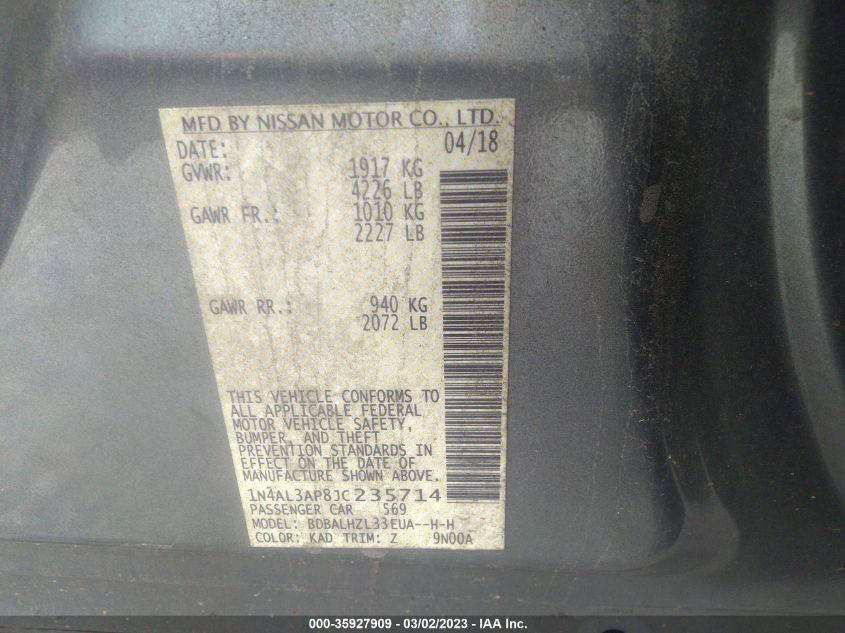 MFD BY NISSAN MOTOR CO., LTD.
DATE: 04/18
GVWR: 1917 KG
4226 LB
GAWR FR.: 1010 KG
2227 LB
GAWR RR.: 940 KG
2072 LB
THIS VEHICLE CONFORMS TO
ALL APPLICABLE FEDERAL
MOTOR VEHICLE SAFETY,
BUMPER, AND THEFT
PREVENTION STANDARDS IN
EFFECT ON THE DATE OF
MANUFACTURE SHOWN ABOVE.
1N4AL3AP8JC235714
PASSENGER CAR 569
MODEL: BDBALHZL33EUA--H-H
COLOR: KAD TRIM: Z 9N00A
000-35927909 - 03/02/2023 - IAA Inc.